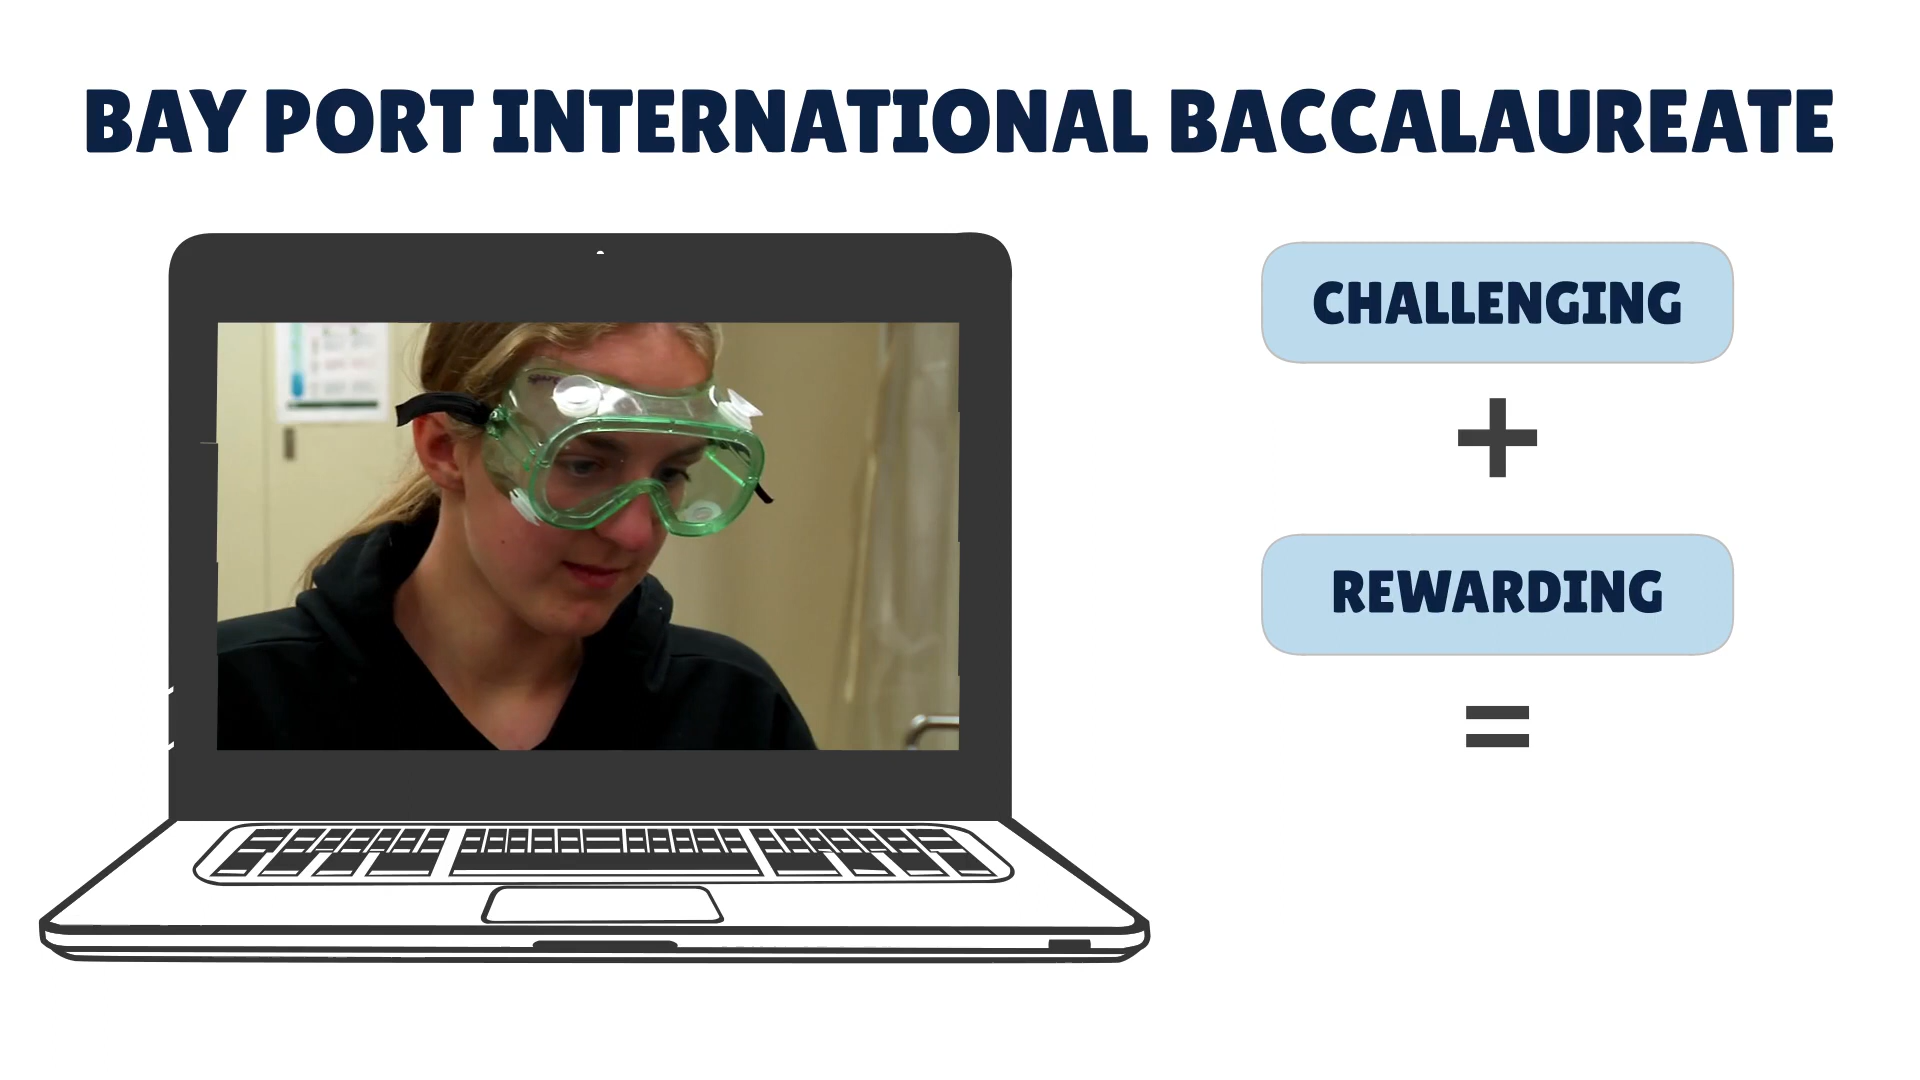 BAY PORT INTERNATIONAL BACCALAUREATE
CHALLENGING
+
REWARDING
=